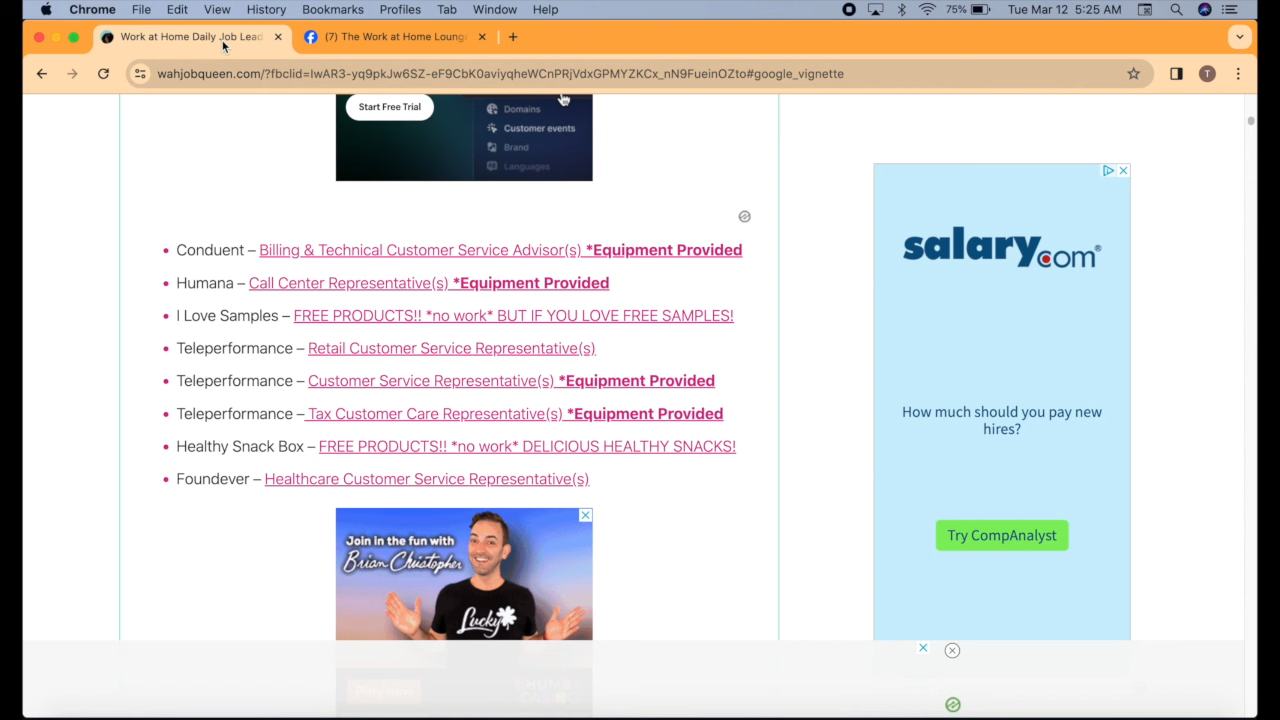 Chrome File Edit View History Bookmarks Profiles Tab Window Help 75% Tue Mar 12 5:25 AM
Work at Home Daily Job Lead (7) The Work at Home Loung
wahjobqueen.com/?fbclid=IwAR3-yq9pkJw6SZ-eF9CbK0aviyqheWCnPRjVdxGPMYZKCx_nN9FueinOZto#google_vignette T
Start Free Trial
Domains
Customer events
Brand
Languages
• Conduent – Billing & Technical Customer Service Advisor(s) *Equipment Provided
• Humana – Call Center Representative(s) *Equipment Provided
• I Love Samples – FREE PRODUCTS!! *no work* BUT IF YOU LOVE FREE SAMPLES!
• Teleperformance – Retail Customer Service Representative(s)
• Teleperformance – Customer Service Representative(s) *Equipment Provided
• Teleperformance – Tax Customer Care Representative(s) *Equipment Provided
• Healthy Snack Box – FREE PRODUCTS!! *no work* DELICIOUS HEALTHY SNACKS!
• Foundever – Healthcare Customer Service Representative(s)
Join in the fun with
Brian Christopher
Lucky
salary.com®
How much should you pay new
hires?
Try CompAnalyst